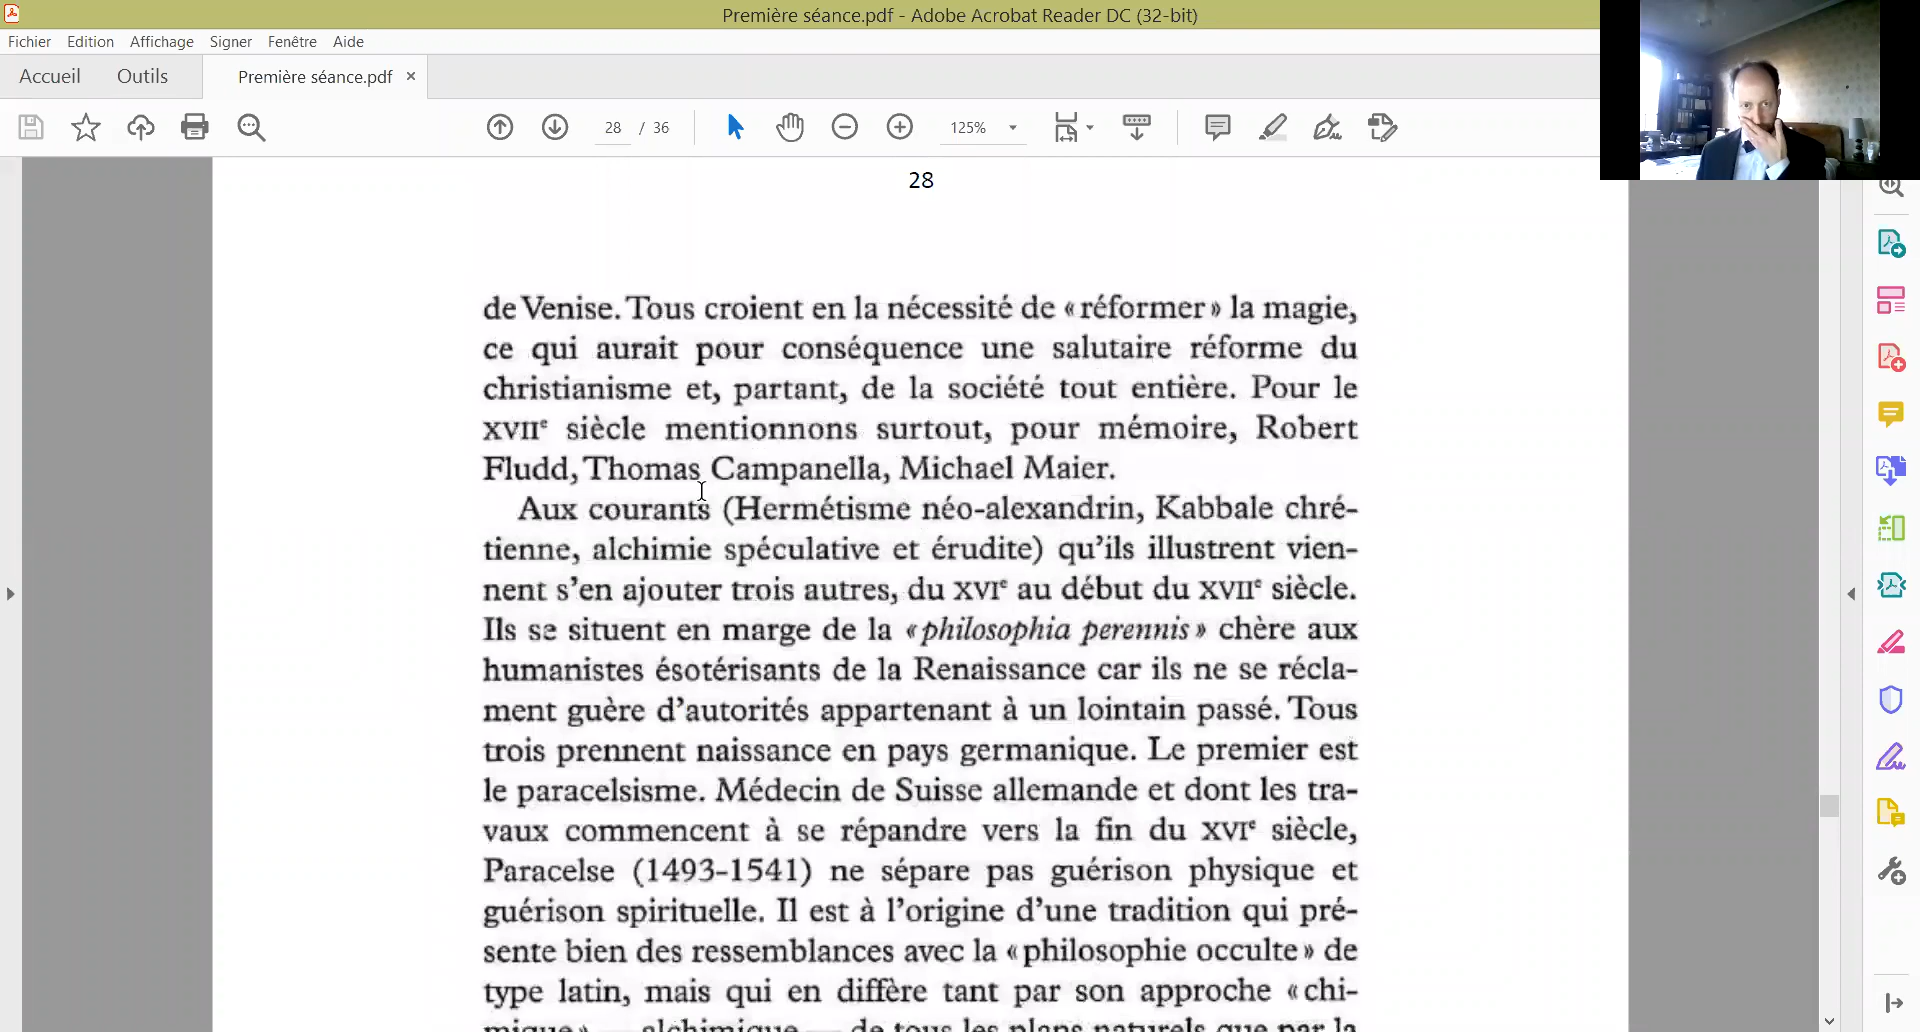 Première séance.pdf - Adobe Acrobat Reader DC (32-bit)
Fichier Edition Affichage Signer Fenêtre Aide
Accueil Outils Première séance.pdf ×
28 / 36 125%
28
de Venise. Tous croient en la nécessité de « réformer » la magie,
ce qui aurait pour conséquence une salutaire réforme du
christianisme et, partant, de la société tout entière. Pour le
XVIIe siècle mentionnons surtout, pour mémoire, Robert
Fludd, Thomas Campanella, Michael Maier.
Aux courants (Hermétisme néo-alexandrin, Kabbale chré-
tienne, alchimie spéculative et érudite) qu’ils illustrent vien-
nent s’en ajouter trois autres, du XVIe au début du XVIIe siècle.
Ils se situent en marge de la « philosophia perennis » chère aux
humanistes ésotérisants de la Renaissance car ils ne se récla-
ment guère d’autorités appartenant à un lointain passé. Tous
trois prennent naissance en pays germanique. Le premier est
le paracelsisme. Médecin de Suisse allemande et dont les tra-
vaux commencent à se répandre vers la fin du XVIe siècle,
Paracelse (1493-1541) ne sépare pas guérison physique et
guérison spirituelle. Il est à l’origine d’une tradition qui pré-
sente bien des ressemblances avec la « philosophie occulte » de
type latin, mais qui en diffère tant par son approche « chi-
mique » — alchimique — de tous les plans naturels que par la